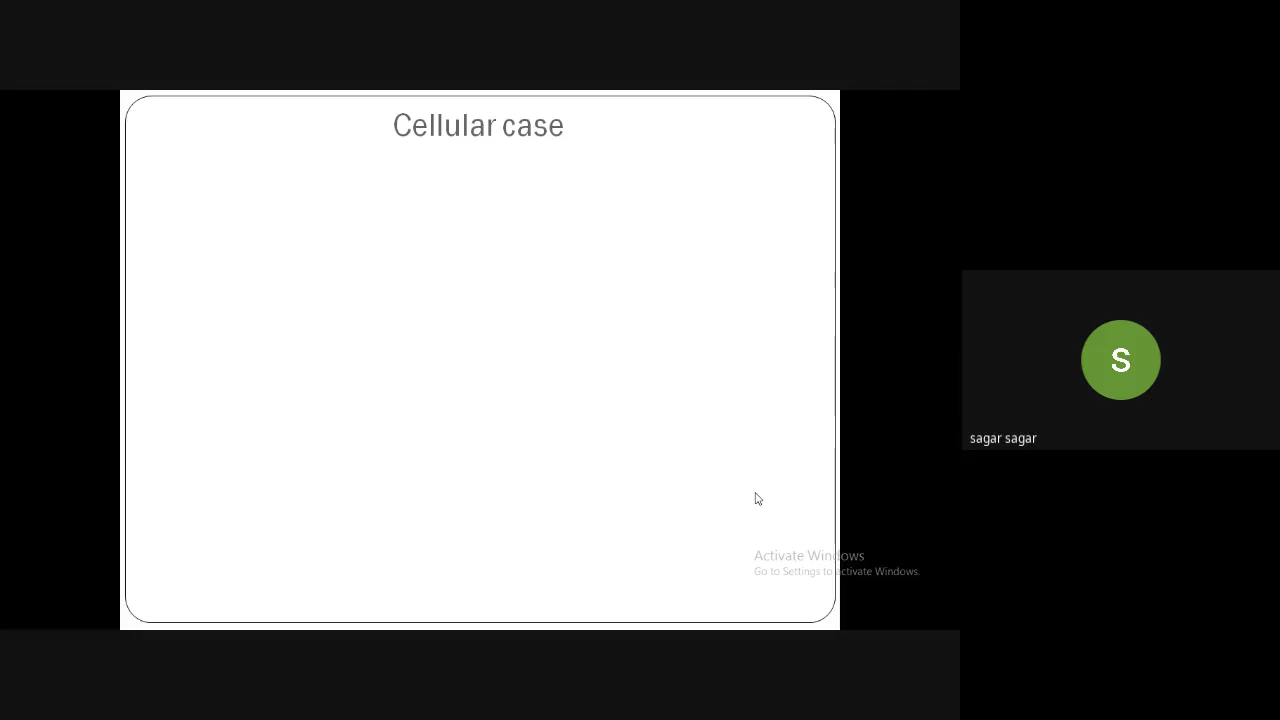 Cellular case
Activate Windows
Go to Settings to activate Windows.
S
sagar sagar